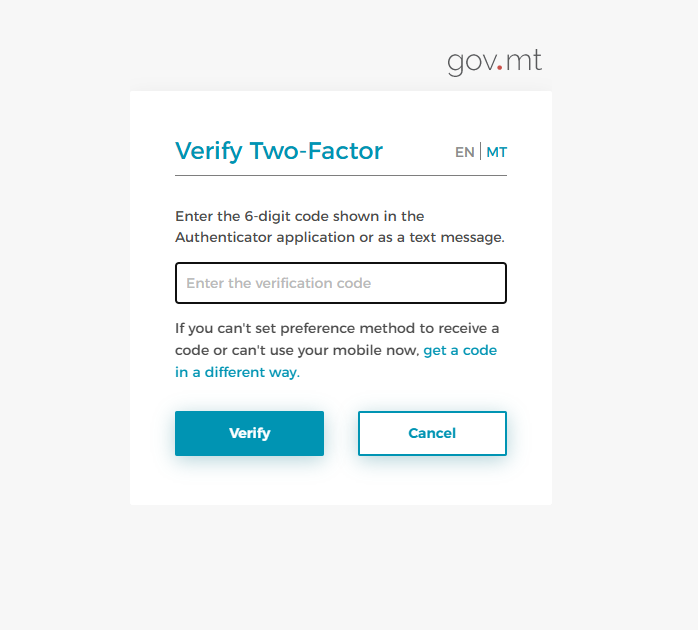 gov.mt
Verify Two-Factor
EN | MT
Enter the 6-digit code shown in the
Authenticator application or as a text message.
Enter the verification code
If you can't set preference method to receive a
code or can't use your mobile now, get a code
in a different way.
Verify
Cancel